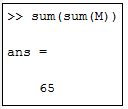 >> sum(sum(M))
ans =
65